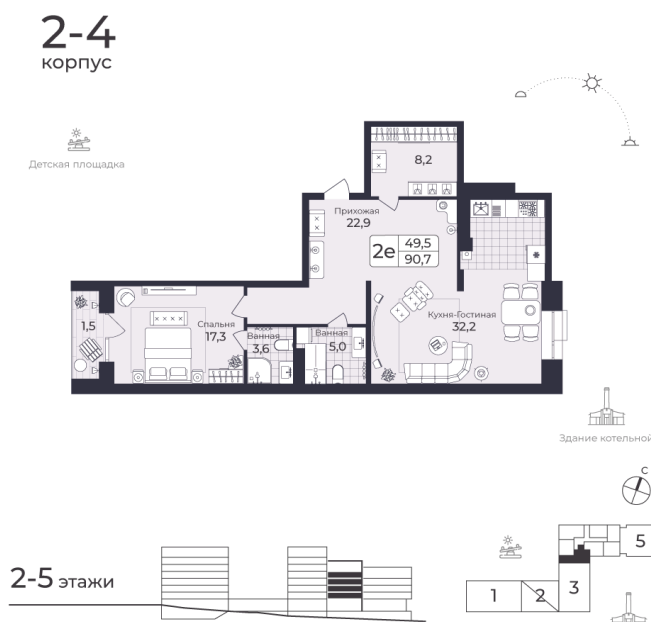 2-4
корпус
Детская площадка
8,2
Прихожая
22,9
2е
49,5
90,7
1,5
Спальня
17,3
Ванная
3,6
Ванная
5,0
Кухня-Гостиная
32,2
Здание котельной
С
2-5 этажи
1
2
3
5